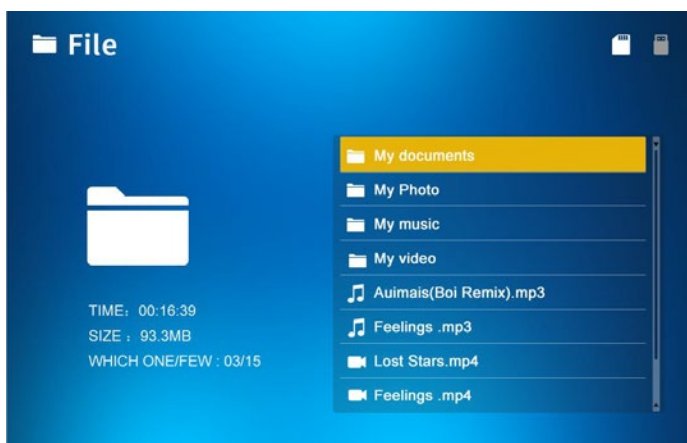 File
My documents
My Photo
My music
My video
Auimais(Boi Remix).mp3
Feelings .mp3
Lost Stars.mp4
Feelings .mp4
TIME：00:16:39
SIZE：93.3MB
WHICH ONE/FEW : 03/15